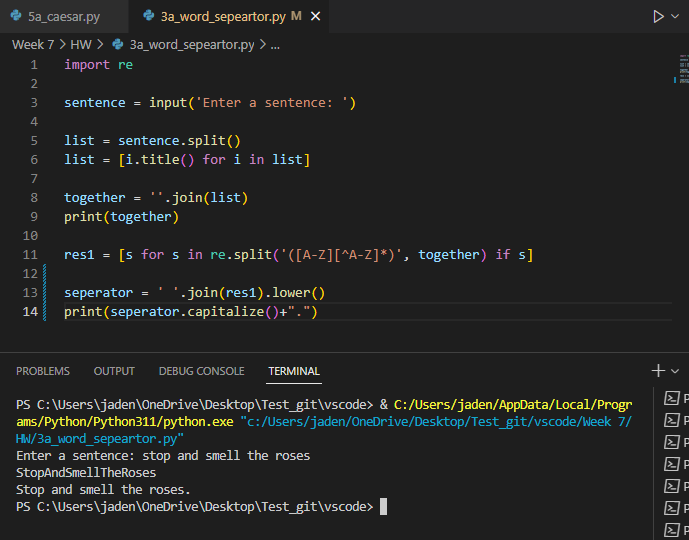 5a_caesar.py
3a_word_sepeartor.py M
Week 7 > HW > 3a_word_sepeartor.py > ...
1 import re
2
3 sentence = input('Enter a sentence: ')
4
5 list = sentence.split()
6 list = [i.title() for i in list]
7
8 together = ''.join(list)
9 print(together)
10
11 res1 = [s for s in re.split('([A-Z][^A-Z]*)', together) if s]
12
13 seperator = ' '.join(res1).lower()
14 print(seperator.capitalize()+".")
PROBLEMS OUTPUT DEBUG CONSOLE TERMINAL
PS C:\Users\jaden\OneDrive\Desktop\Test_git\vscode> & C:/Users/jaden/AppData/Local/Progr
ams/Python/Python311/python.exe "c:/Users/jaden/OneDrive/Desktop/Test_git/vscode/Week 7/
HW/3a_word_sepeartor.py"
Enter a sentence: stop and smell the roses
StopAndSmellTheRoses
Stop and smell the roses.
PS C:\Users\jaden\OneDrive\Desktop\Test_git\vscode>